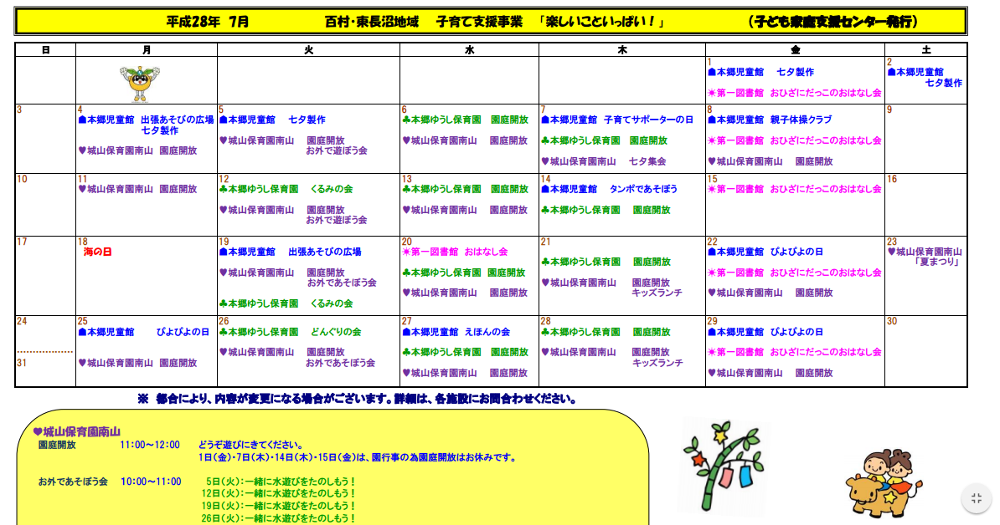 平成28年 7月 百村・東長沼地域 子育て支援事業 「楽しいこといっぱい！」 （子ども家庭支援センター発行）
日 月 火 水 木 金 土
1
☗本郷児童館 七夕製作
☀第一図書館 おひざにだっこのおはなし会
2
☗本郷児童館
七夕製作
3
4
☗本郷児童館 出張あそびの広場
七夕製作
♥城山保育園南山 園庭開放
5
☗本郷児童館 七夕製作
♥城山保育園南山 園庭開放
お外で遊ぼう会
6
♣本郷ゆうし保育園 園庭開放
♥城山保育園南山 園庭開放
7
☗本郷児童館 子育てサポーターの日
♣本郷ゆうし保育園 園庭開放
♥城山保育園南山 七夕集会
8
☗本郷児童館 親子体操クラブ
☀第一図書館 おひざにだっこのおはなし会
♥城山保育園南山 園庭開放
9
10
11
♥城山保育園南山 園庭開放
12
♣本郷ゆうし保育園 くるみの会
♥城山保育園南山 園庭開放
お外で遊ぼう会
13
♣本郷ゆうし保育園 園庭開放
♥城山保育園南山 園庭開放
14
☗本郷児童館 タンポであそぼう
♣本郷ゆうし保育園 園庭開放
15
☀第一図書館 おひざにだっこのおはなし会
16
17
18
海の日
19
☗本郷児童館 出張あそびの広場
♥城山保育園南山 園庭開放
お外であそぼう会
♣本郷ゆうし保育園 くるみの会
20
☀第一図書館 おはなし会
♣本郷ゆうし保育園 園庭開放
♥城山保育園南山 園庭開放
21
♣本郷ゆうし保育園 園庭開放
♥城山保育園南山 園庭開放
キッズランチ
22
☗本郷児童館 ぴよぴよの日
☀第一図書館 おひざにだっこのおはなし会
♥城山保育園南山 園庭開放
23
♥城山保育園南山
「夏まつり」
24
31
25
☗本郷児童館 ぴよぴよの日
♥城山保育園南山 園庭開放
26
♣本郷ゆうし保育園 どんぐりの会
♥城山保育園南山 園庭開放
お外であそぼう会
27
☗本郷児童館 えほんの会
♣本郷ゆうし保育園 園庭開放
♥城山保育園南山 園庭開放
28
♣本郷ゆうし保育園 園庭開放
♥城山保育園南山 園庭開放
キッズランチ
29
☗本郷児童館 ぴよぴよの日
☀第一図書館 おひざにだっこのおはなし会
♥城山保育園南山 園庭開放
30
※ 都合により、内容が変更になる場合がございます。詳細は、各施設にお問合わせください。
♥城山保育園南山
園庭開放 11：00～12：00 どうぞ遊びにきてください。
1日（金）・7日（木）・14日（木）・15日（金）は、園行事の為園庭開放はお休みです。
お外であそぼう会 10：00～11：00 5日（火）：一緒に水遊びをたのしもう！
12日（火）：一緒に水遊びをたのしもう！
19日（火）：一緒に水遊びをたのしもう！
26日（火）：一緒に水遊びをたのしもう！